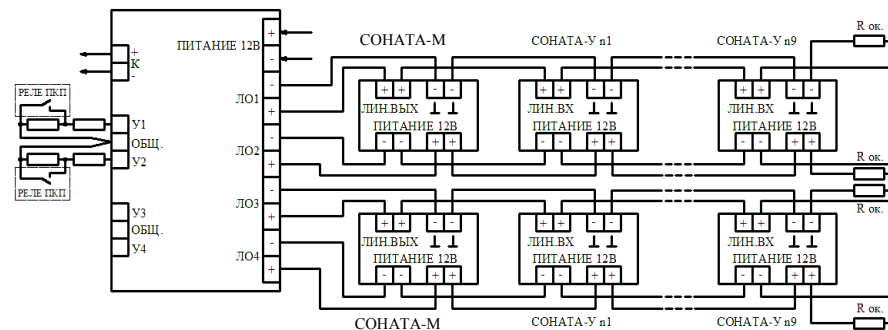 R ок.
СОНАТА-М СОНАТА-У n1 СОНАТА-У n9
+
ПИТАНИЕ 12В
-
+
К
-
-
+ + - - + + - - + + - -
ЛО1
РЕЛЕ ПКП
+
ЛИН.ВЫХ ЛИН.ВХ ЛИН.ВХ
ПИТАНИЕ 12В ПИТАНИЕ 12В ПИТАНИЕ 12В
У1
-
- - + + - - + + - - + +
ОБЩ.
ЛО2
R ок.
У2
+
РЕЛЕ ПКП
-
ЛО3
R ок.
У3
+
+ + - - + + - - + + - -
ОБЩ.
-
ЛИН.ВЫХ ЛИН.ВХ ЛИН.ВХ
У4
ЛО4
ПИТАНИЕ 12В ПИТАНИЕ 12В ПИТАНИЕ 12В
+
- - + + - - + + - - + +
R ок.
СОНАТА-М СОНАТА-У n1 СОНАТА-У n9